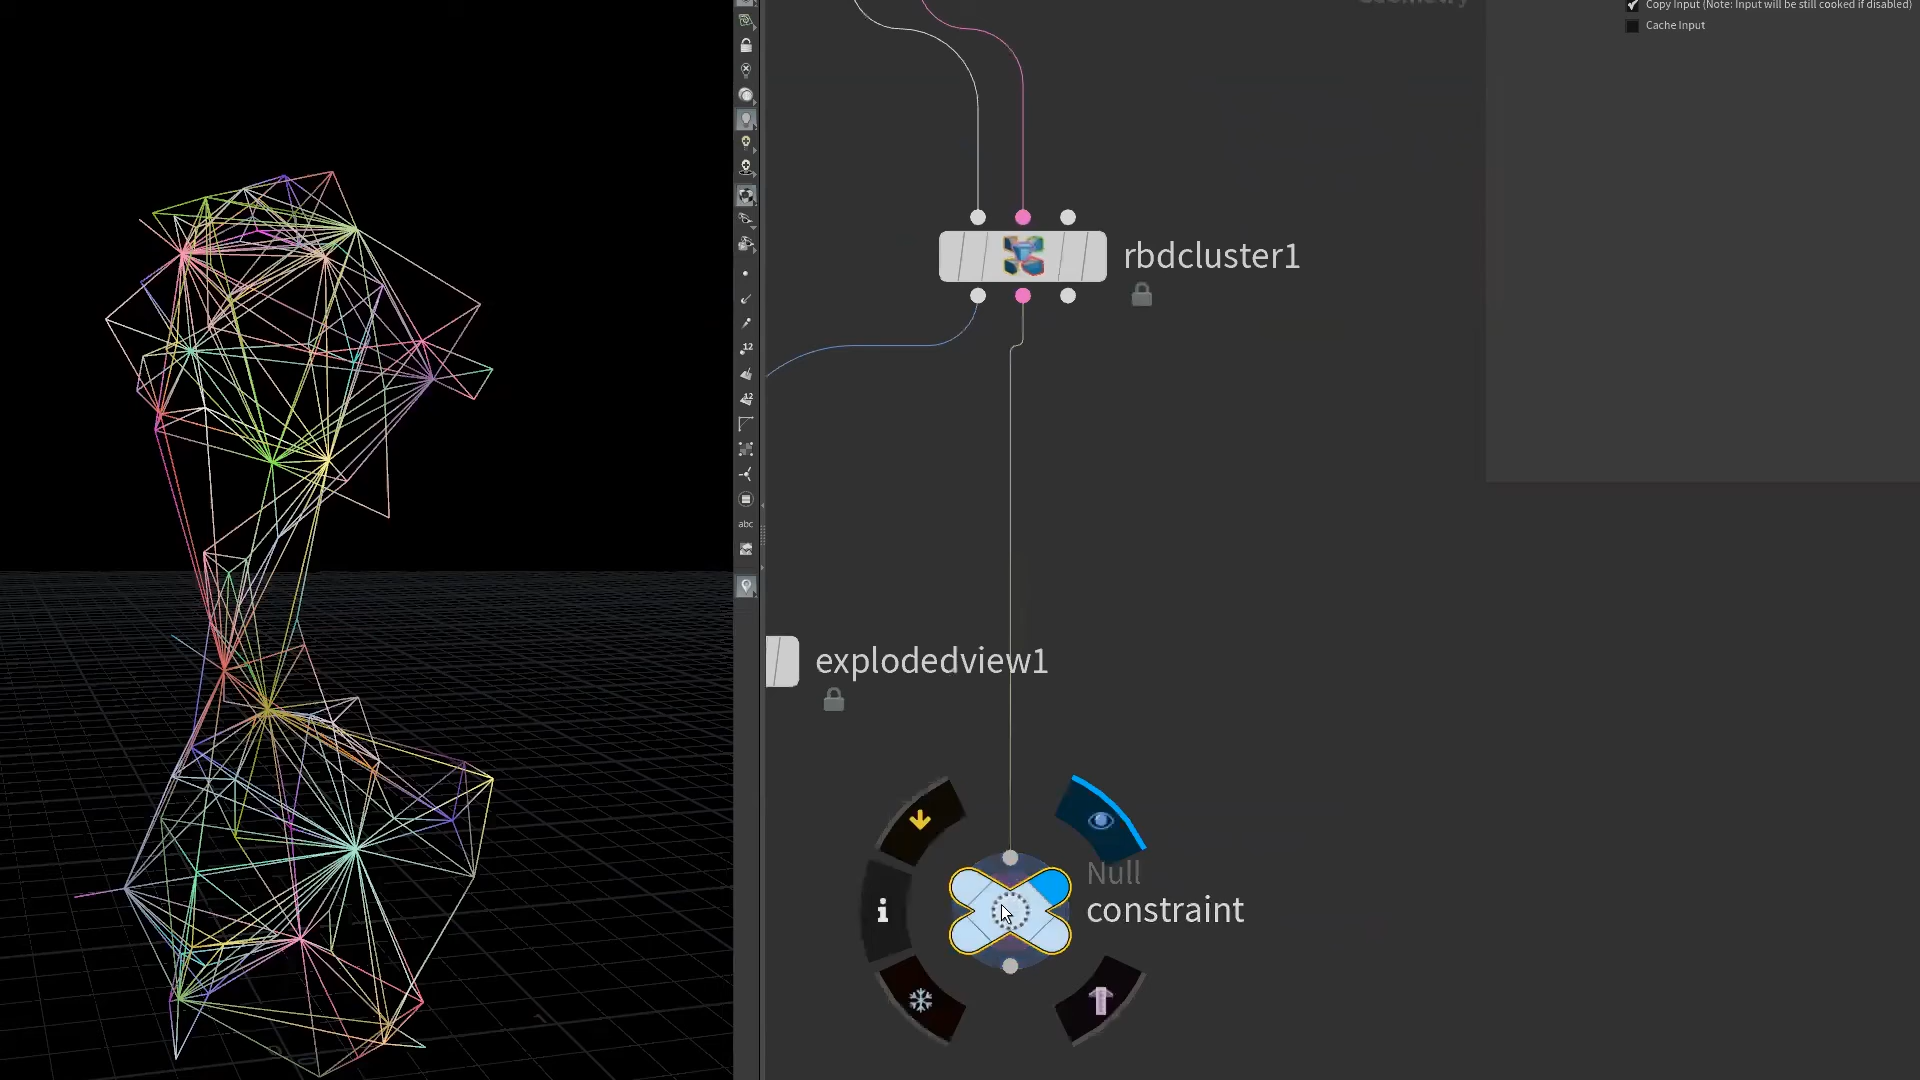 Copy Input (Note: Input will be still cooked if disabled)
Cache Input
rbdcluster1
12
12
abc
explodedview1
Null
constraint